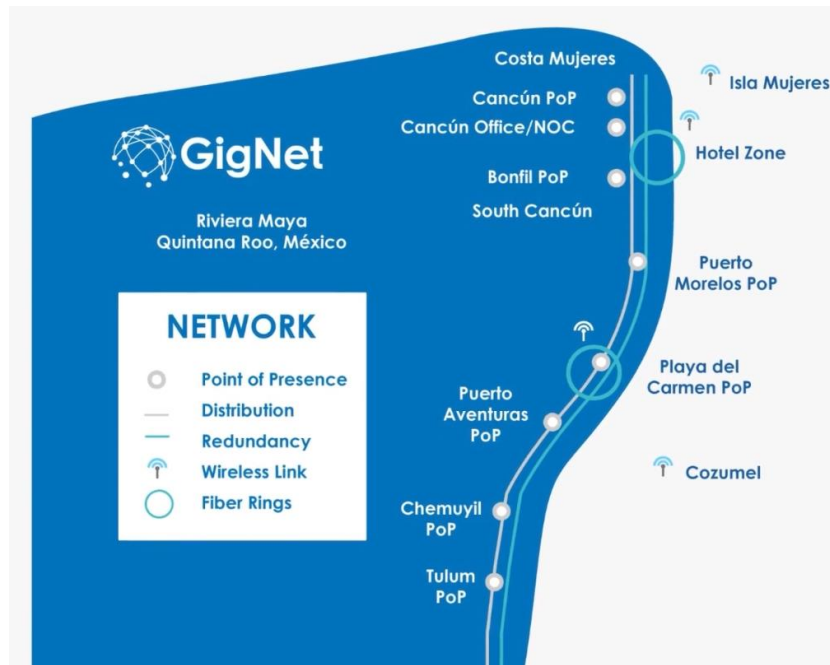 Costa Mujeres
Isla Mujeres
Cancún PoP
Cancún Office/NOC
Hotel Zone
GigNet
Bonfil PoP
South Cancún
Riviera Maya
Quintana Roo, México
Puerto
Morelos PoP
NETWORK
Point of Presence
Distribution
Redundancy
Wireless Link
Fiber Rings
Playa del
Carmen PoP
Puerto
Aventuras
PoP
Cozumel
Chemuyil
PoP
Tulum
PoP